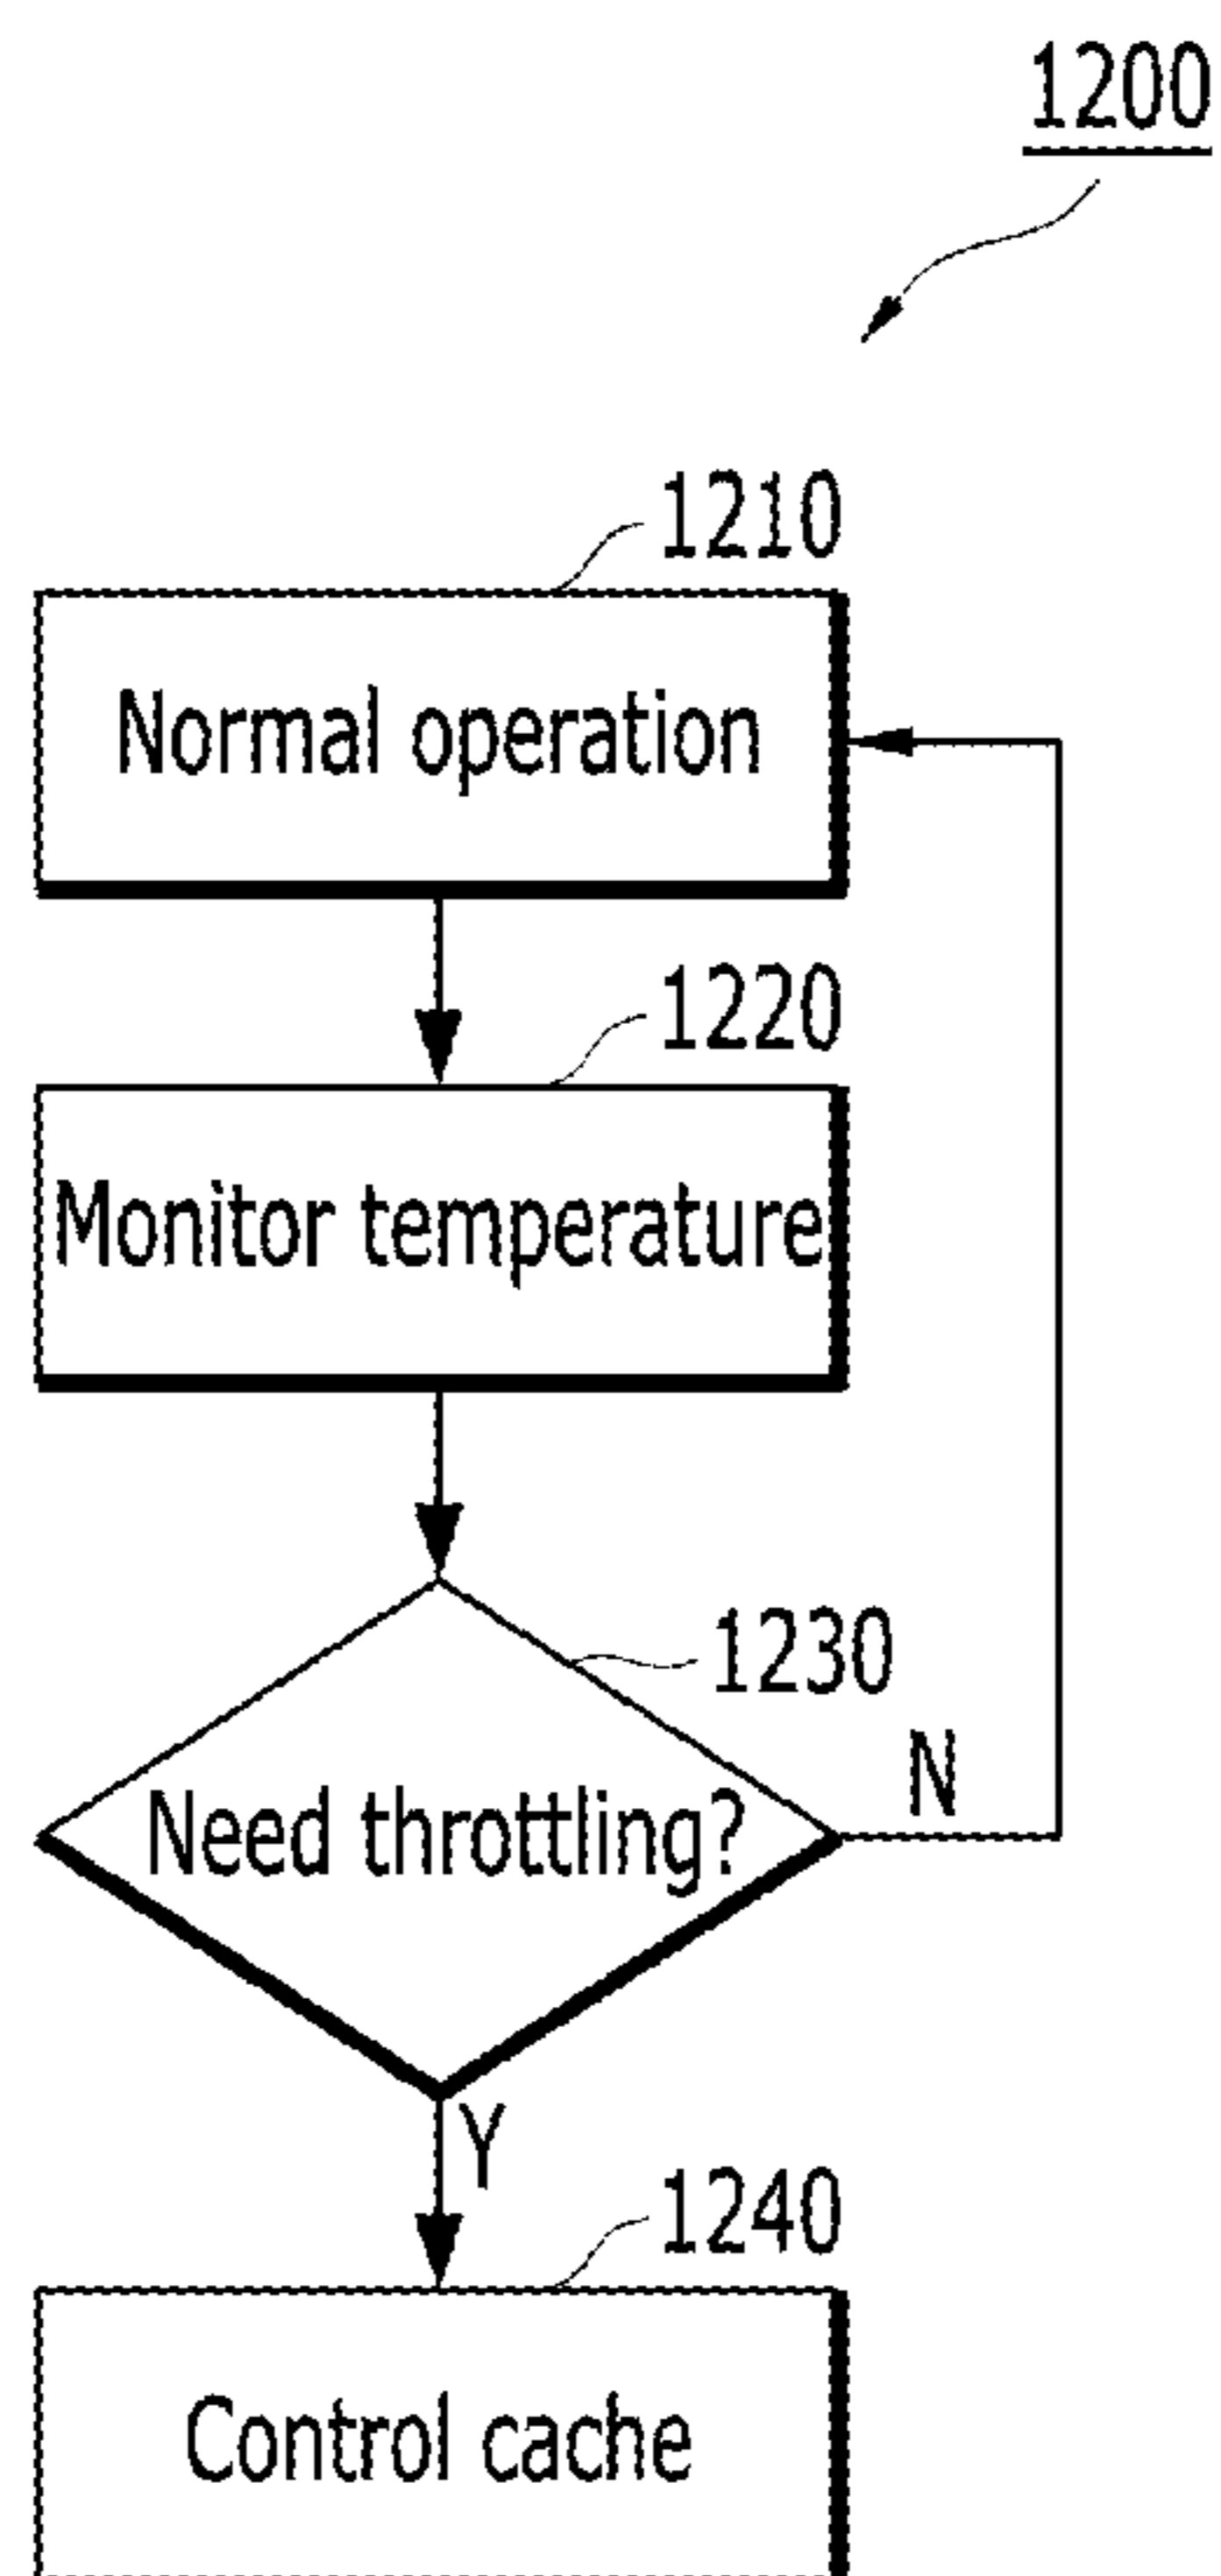 1200
1210
Normal operation
1220
Monitor temperature
1230
N
Need throttling?
Y
1240
Control cache